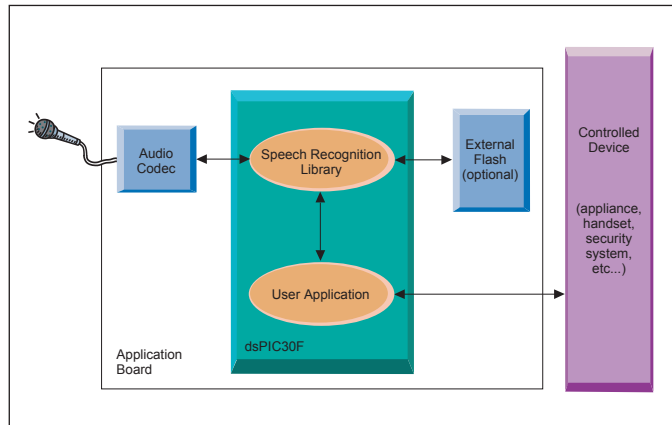 Audio
Codec
Speech Recognition
Library
External
Flash
(optional)
Controlled
Device
(appliance,
handset,
security
system,
etc...)
User Application
dsPIC30F
Application
Board